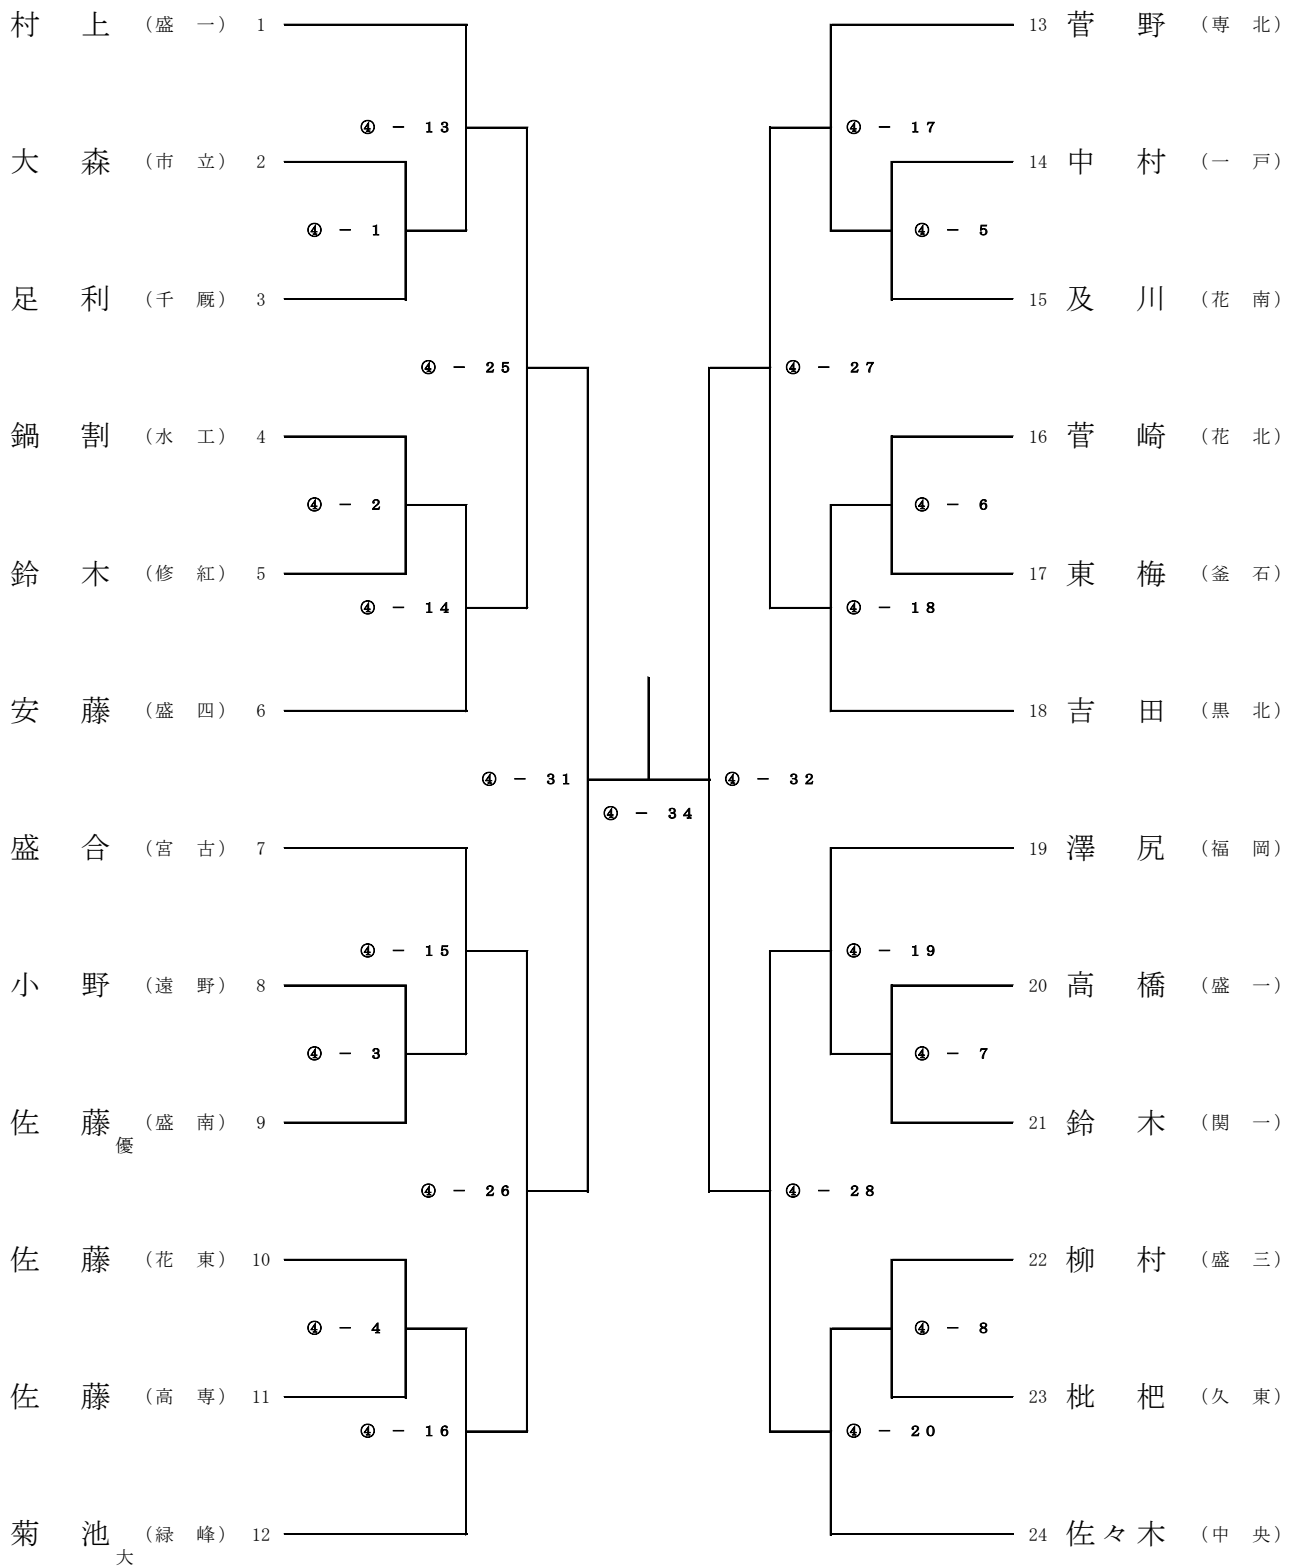 村 上 (盛 一) 1
④ － 13
大 森 (市 立) 2
④ － 1
足 利 (千 厩) 3
④ － 25
鍋 割 (水 工) 4
④ － 2
鈴 木 (修 紅) 5
④ － 14
安 藤 (盛 四) 6
④ － 31
④ － 34
盛 合 (宮 古) 7
④ － 15
小 野 (遠 野) 8
④ － 3
佐 藤優 (盛 南) 9
④ － 26
佐 藤 (花 東) 10
④ － 4
佐 藤 (高 専) 11
④ － 16
菊 池大 (緑 峰) 12
13 菅 野 (専 北)
④ － 17
14 中 村 (一 戸)
④ － 5
15 及 川 (花 南)
④ － 27
16 菅 崎 (花 北)
④ － 6
17 東 梅 (釜 石)
④ － 18
18 吉 田 (黒 北)
④ － 32
19 澤 尻 (福 岡)
④ － 19
20 高 橋 (盛 一)
④ － 7
21 鈴 木 (関 一)
④ － 28
22 柳 村 (盛 三)
④ － 8
23 枇 杷 (久 東)
④ － 20
24 佐々木 (中 央)